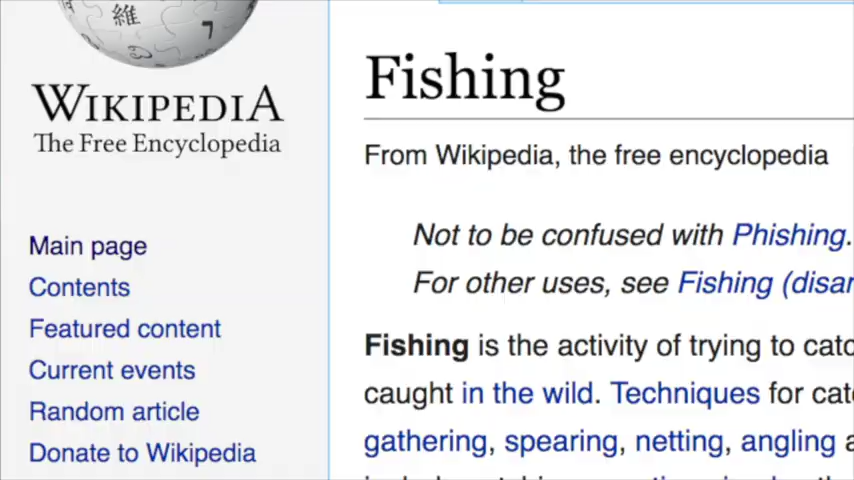 維
7
WIKIPEDIA
The Free Encyclopedia
Main page
Contents
Featured content
Current events
Random article
Donate to Wikipedia
Fishing
From Wikipedia, the free encyclopedia
Not to be confused with Phishing.
For other uses, see Fishing
Fishing is the activity of trying to
caught in the wild. Techniques for
gathering, spearing, netting, angling